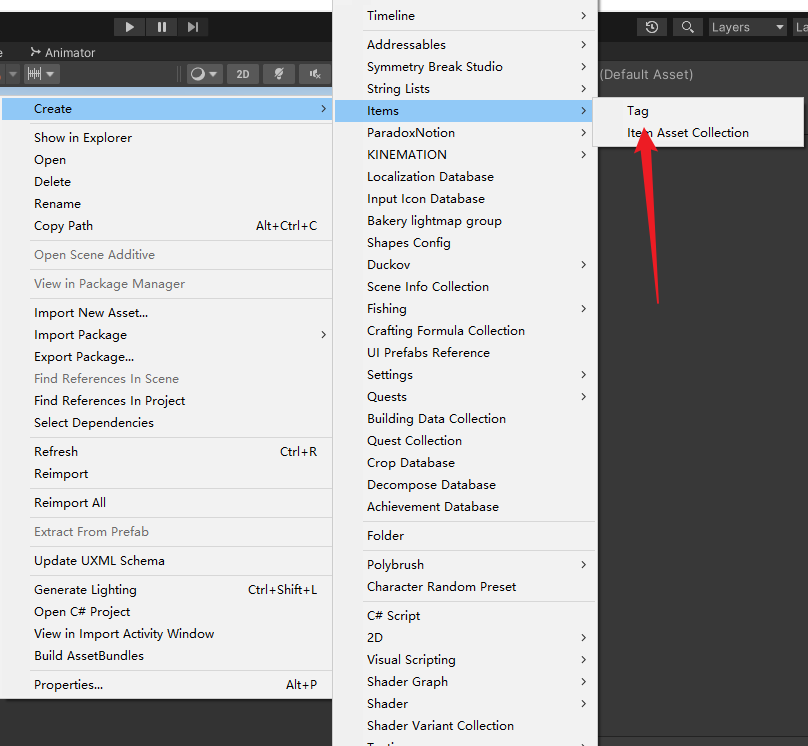 Layers
La
e
Animator
2D
(Default Asset)
Create
Show in Explorer
Open
Delete
Rename
Copy Path Alt+Ctrl+C
Open Scene Additive
View in Package Manager
Import New Asset...
Import Package
Export Package...
Find References In Scene
Find References In Project
Select Dependencies
Refresh Ctrl+R
Reimport
Reimport All
Extract From Prefab
Update UXML Schema
Generate Lighting Ctrl+Shift+L
Open C# Project
View in Import Activity Window
Build AssetBundles
Properties... Alt+P
Timeline
Addressables
Symmetry Break Studio
String Lists
Items
ParadoxNotion
KINEMATION
Localization Database
Input Icon Database
Bakery lightmap group
Shapes Config
Duckov
Scene Info Collection
Fishing
Crafting Formula Collection
UI Prefabs Reference
Settings
Quests
Building Data Collection
Quest Collection
Crop Database
Decompose Database
Achievement Database
Folder
Polybrush
Character Random Preset
C# Script
2D
Visual Scripting
Shader Graph
Shader
Shader Variant Collection
Tag
Item Asset Collection